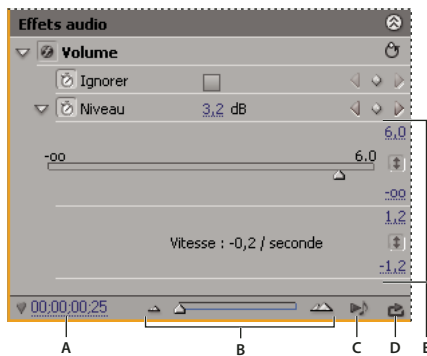 Effets audio
Volume
Ignorer
Niveau 3,2 dB
6,0
-oo 6.0
-oo
1,2
Vitesse : -0,2 / seconde
-1,2
00;00;00;25
A B C D E